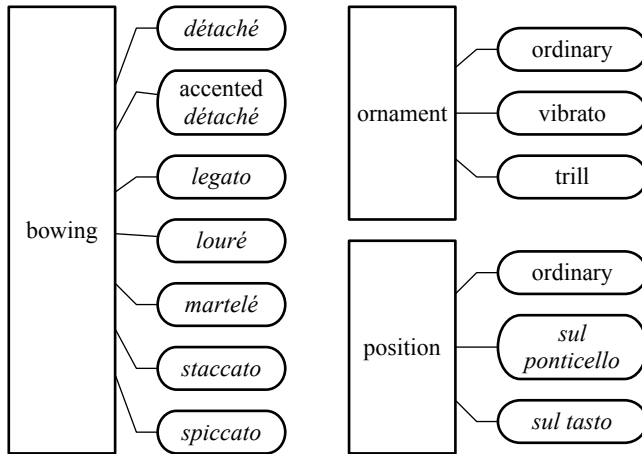 bowing
détaché
accented
détaché
legato
louré
martelé
staccato
spiccato
ornament
ordinary
vibrato
trill
position
ordinary
sul
ponticello
sul tasto